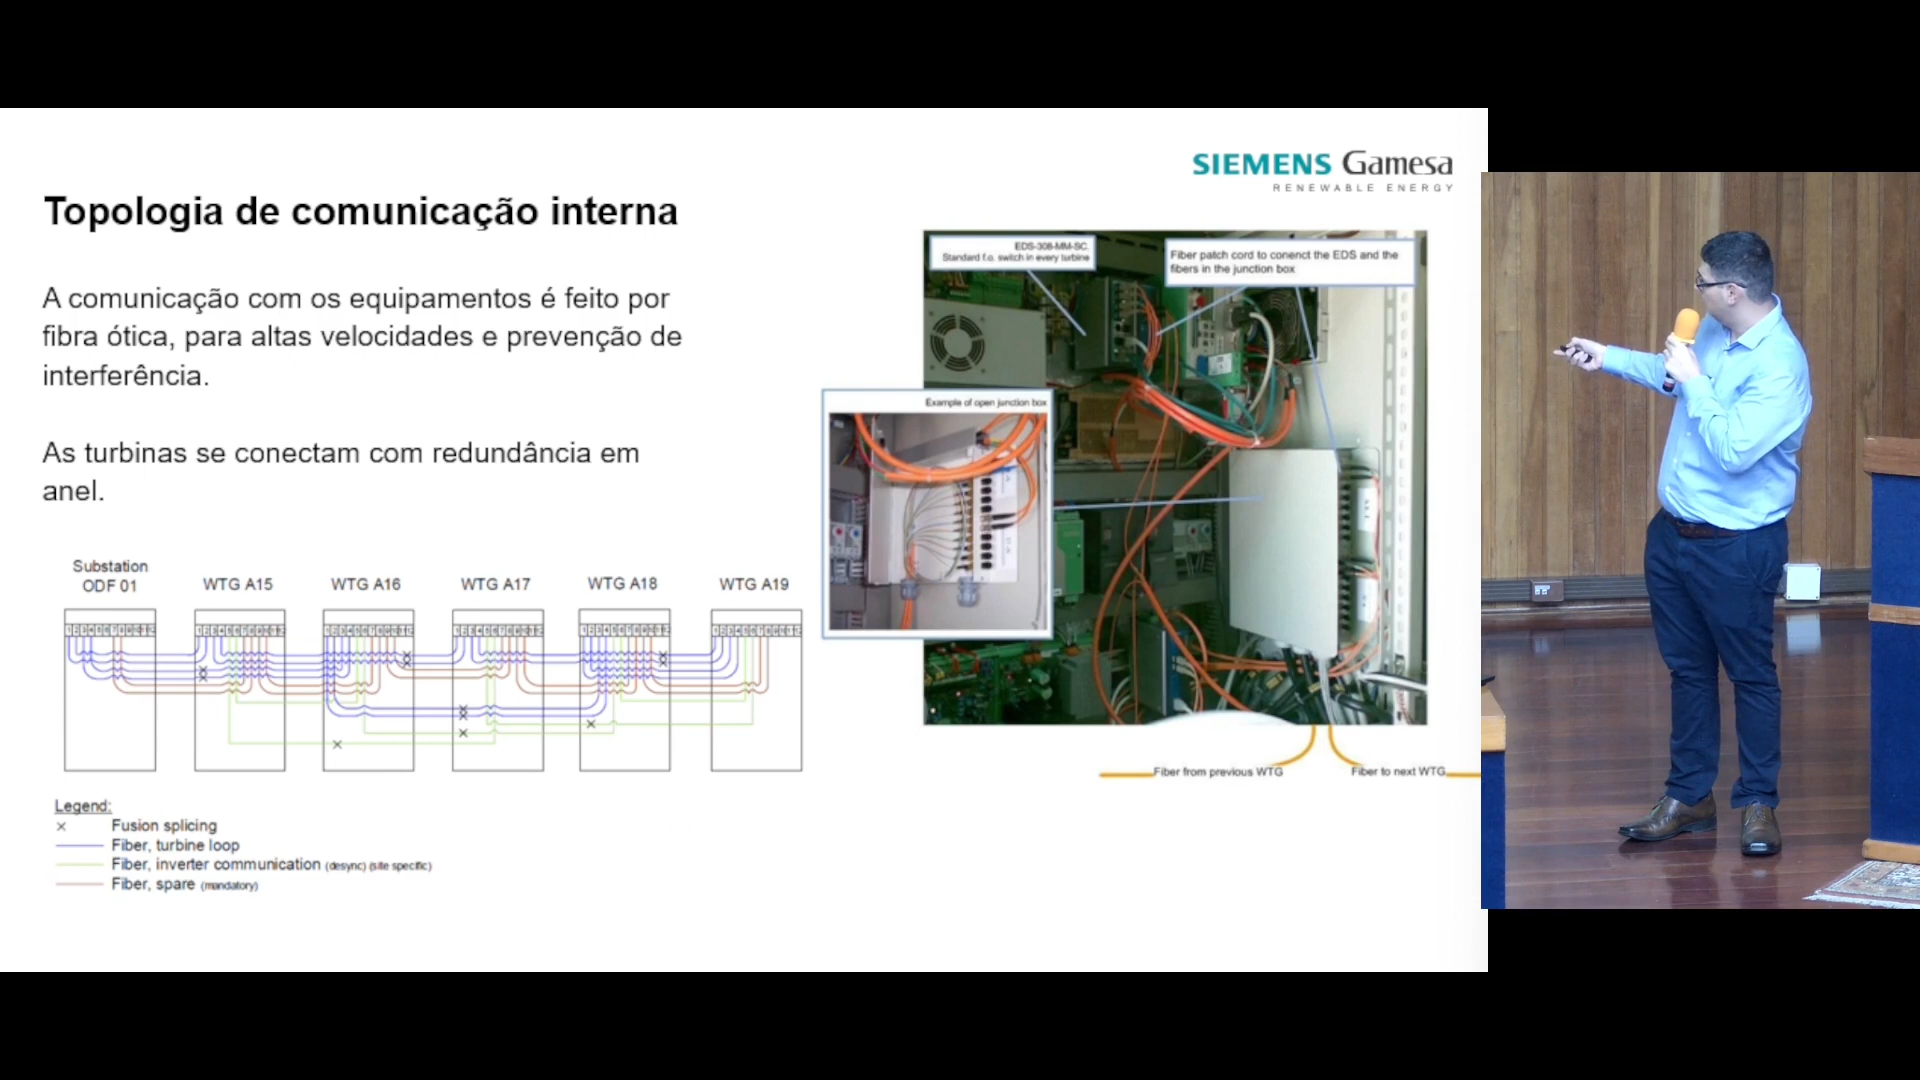 SIEMENS Gamesa
RENEWABLE ENERGY
Topologia de comunicação interna
A comunicação com os equipamentos é feito por
fibra ótica, para altas velocidades e prevenção de
interferência.
As turbinas se conectam com redundância em
anel.
EDS-308-MM-SC.
Standard f.o. switch in every turbine
Fiber patch cord to conenct the EDS and the
fibers in the junction box
Example of open junction box
Substation
ODF 01
WTG A15
WTG A16
WTG A17
WTG A18
WTG A19
Fiber from previous WTG
Fiber to next WTG
Legend:
Fusion splicing
Fiber, turbine loop
Fiber, inverter communication (desync) (site specific)
Fiber, spare (mandatory)